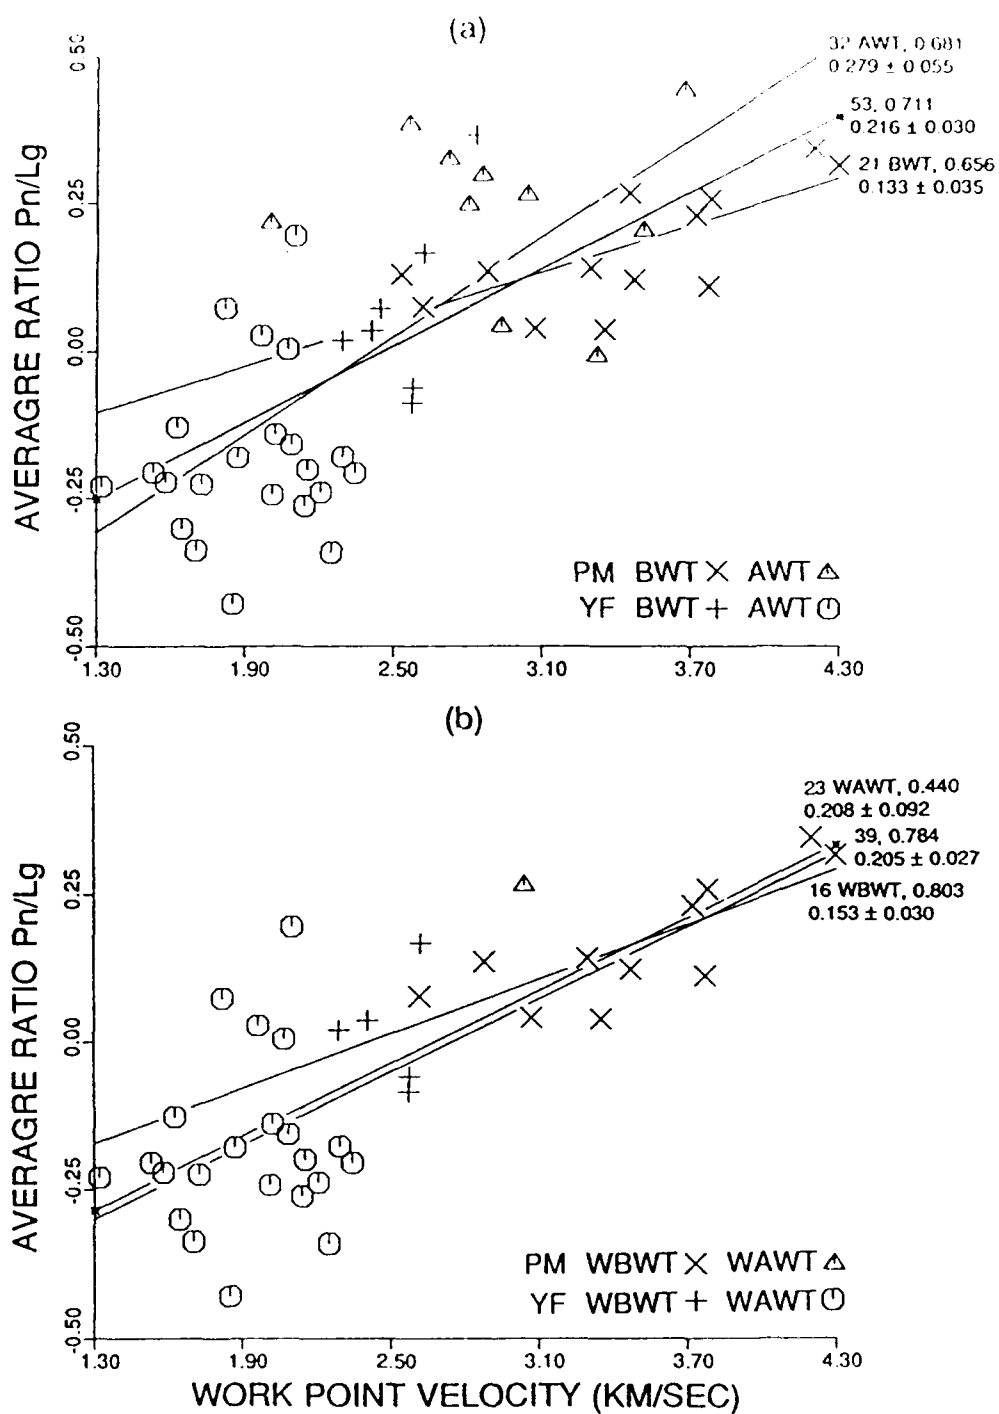 (a)
32 AWT, 0.681
0.279 ± 0.055
53, 0.711
0.216 ± 0.030
21 BWT, 0.656
0.133 ± 0.035
AVERAGRE RATIO Pn/Lg
0.50
0.25
0.00
-0.25
-0.50
PM BWT AWT
YF BWT AWT
1.30 1.90 2.50 3.10 3.70 4.30
(b)
23 WAWT, 0.440
0.208 ± 0.092
39, 0.784
0.205 ± 0.027
16 WBWT, 0.803
0.153 ± 0.030
AVERAGRE RATIO Pn/Lg
0.50
0.25
0.00
-0.25
-0.50
PM WBWT WAWT
YF WBWT WAWT
1.30 1.90 2.50 3.10 3.70 4.30
WORK POINT VELOCITY (KM/SEC)